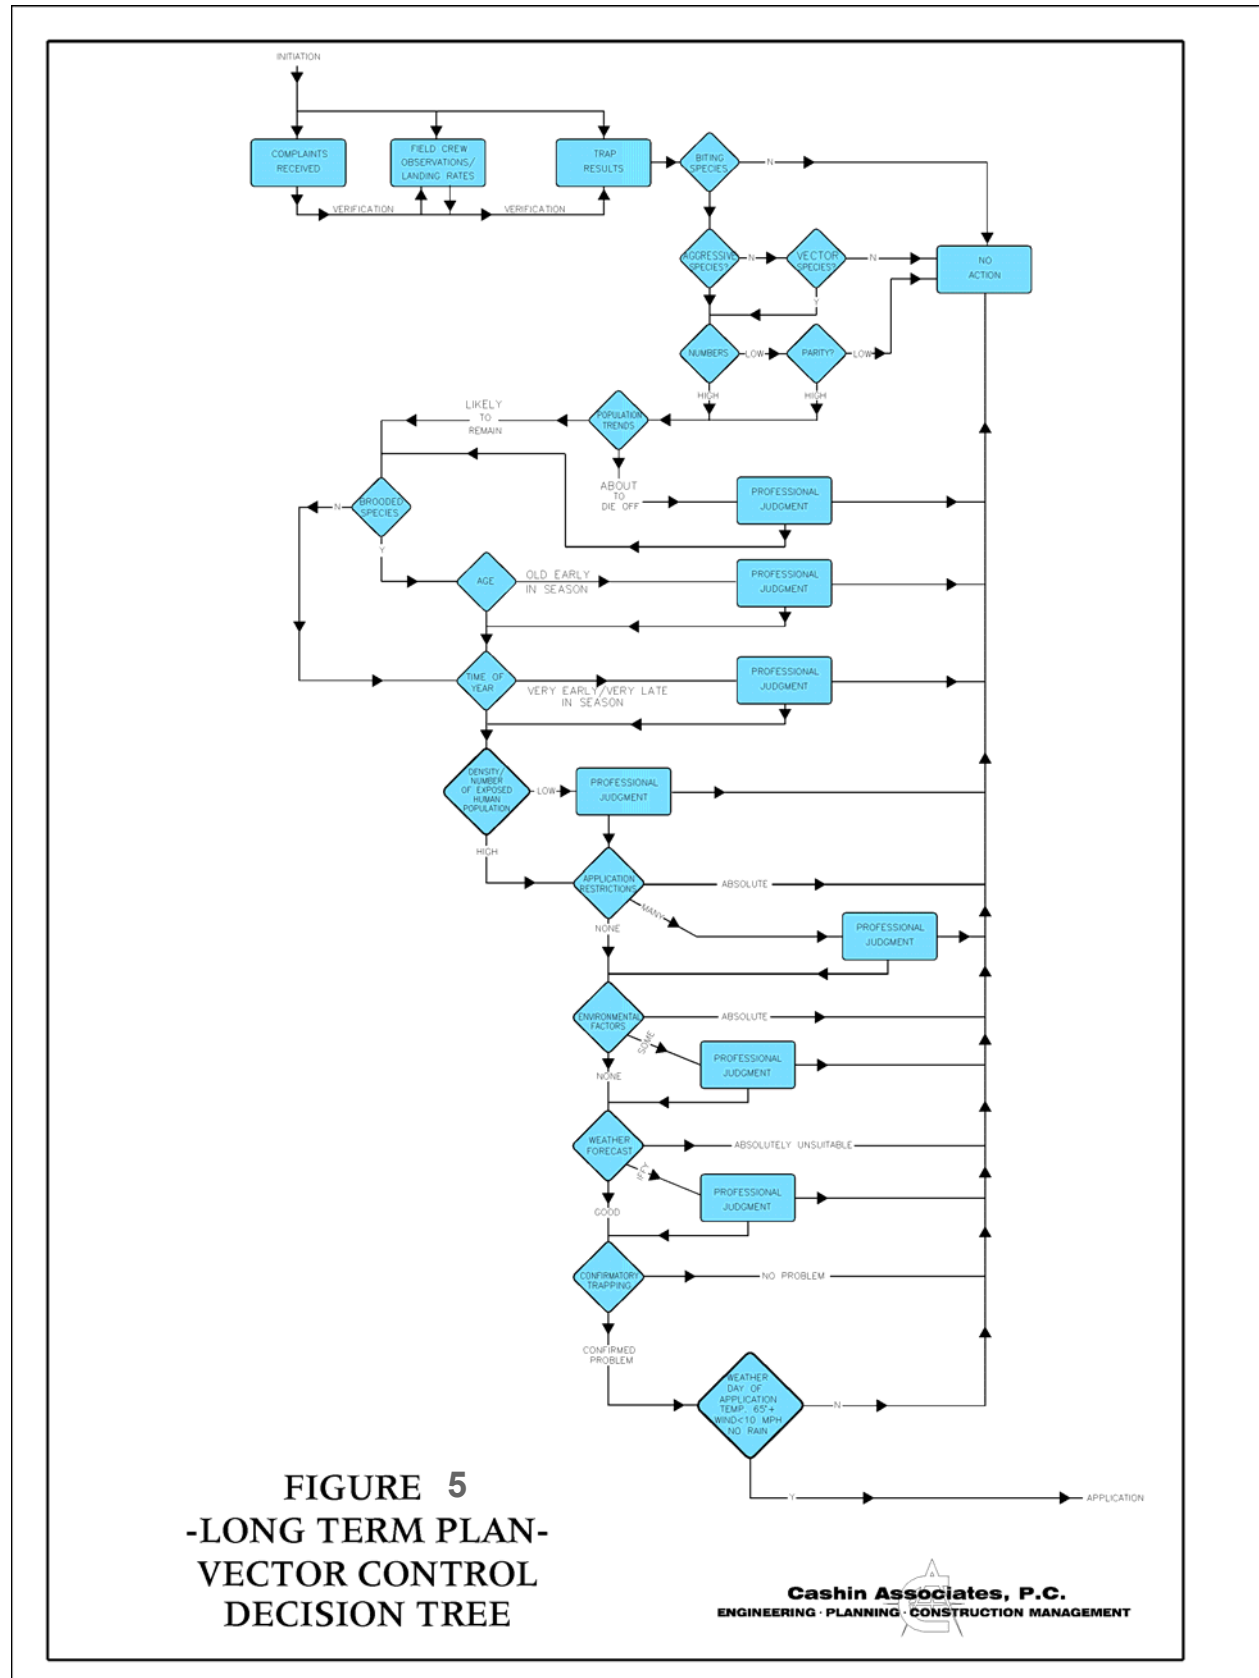 INITIATION
COMPLAINTS
RECEIVED
FIELD CREW
OBSERVATIONS/
LANDING RATES
TRAP
RESULTS
BITING
SPECIES
N
VERIFICATION
VERIFICATION
AGGRESSIVE
SPECIES?
N
VECTOR
SPECIES?
N
NO
ACTION
Y
NUMBERS
LOW
PARITY?
LOW
HIGH
HIGH
LIKELY
TO
REMAIN
POPULATION
TRENDS
ABOUT
TO
DIE OFF
PROFESSIONAL
JUDGMENT
BROODED
SPECIES
N
Y
AGE
OLD EARLY
IN SEASON
PROFESSIONAL
JUDGMENT
TIME OF
YEAR
VERY EARLY/VERY LATE
IN SEASON
PROFESSIONAL
JUDGMENT
DENSITY/
NUMBER
OF EXPOSED
HUMAN
POPULATION
LOW
PROFESSIONAL
JUDGMENT
HIGH
APPLICATION
RESTRICTIONS
ABSOLUTE
MANY
PROFESSIONAL
JUDGMENT
NONE
ENVIRONMENTAL
FACTORS
ABSOLUTE
SOME
PROFESSIONAL
JUDGMENT
NONE
WEATHER
FORECAST
ABSOLUTELY UNSUITABLE
IFFY
PROFESSIONAL
JUDGMENT
GOOD
CONFIRMATORY
TRAPPING
NO PROBLEM
CONFIRMED
PROBLEM
WEATHER
DAY OF
APPLICATION
TEMP. 65°+
WIND<10 MPH
NO RAIN
N
Y
APPLICATION
FIGURE 5
-LONG TERM PLAN-
VECTOR CONTROL
DECISION TREE
Cashin Associates, P.C.
ENGINEERING · PLANNING · CONSTRUCTION MANAGEMENT